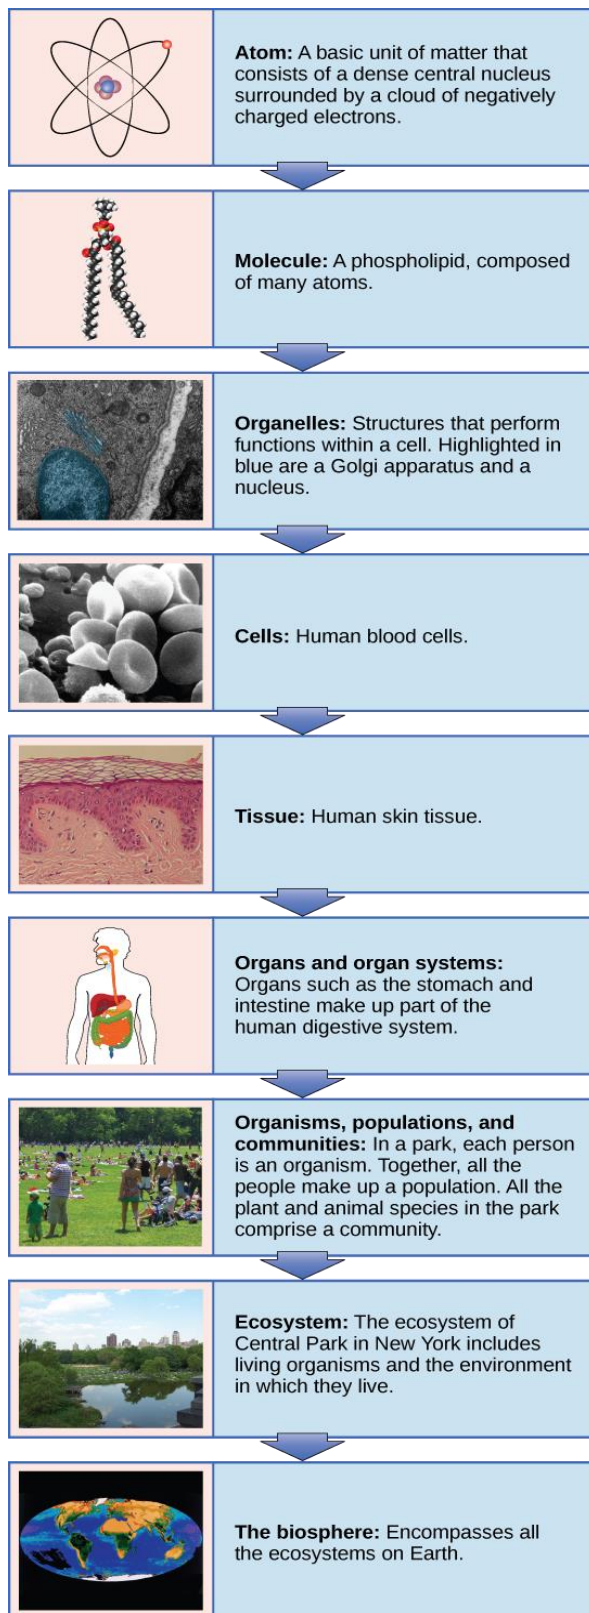 Atom: A basic unit of matter that
consists of a dense central nucleus
surrounded by a cloud of negatively
charged electrons.
Molecule: A phospholipid, composed
of many atoms.
Organelles: Structures that perform
functions within a cell. Highlighted in
blue are a Golgi apparatus and a
nucleus.
Cells: Human blood cells.
Tissue: Human skin tissue.
Organs and organ systems:
Organs such as the stomach and
intestine make up part of the
human digestive system.
Organisms, populations, and
communities: In a park, each person
is an organism. Together, all the
people make up a population. All the
plant and animal species in the park
comprise a community.
Ecosystem: The ecosystem of
Central Park in New York includes
living organisms and the environment
in which they live.
The biosphere: Encompasses all
the ecosystems on Earth.